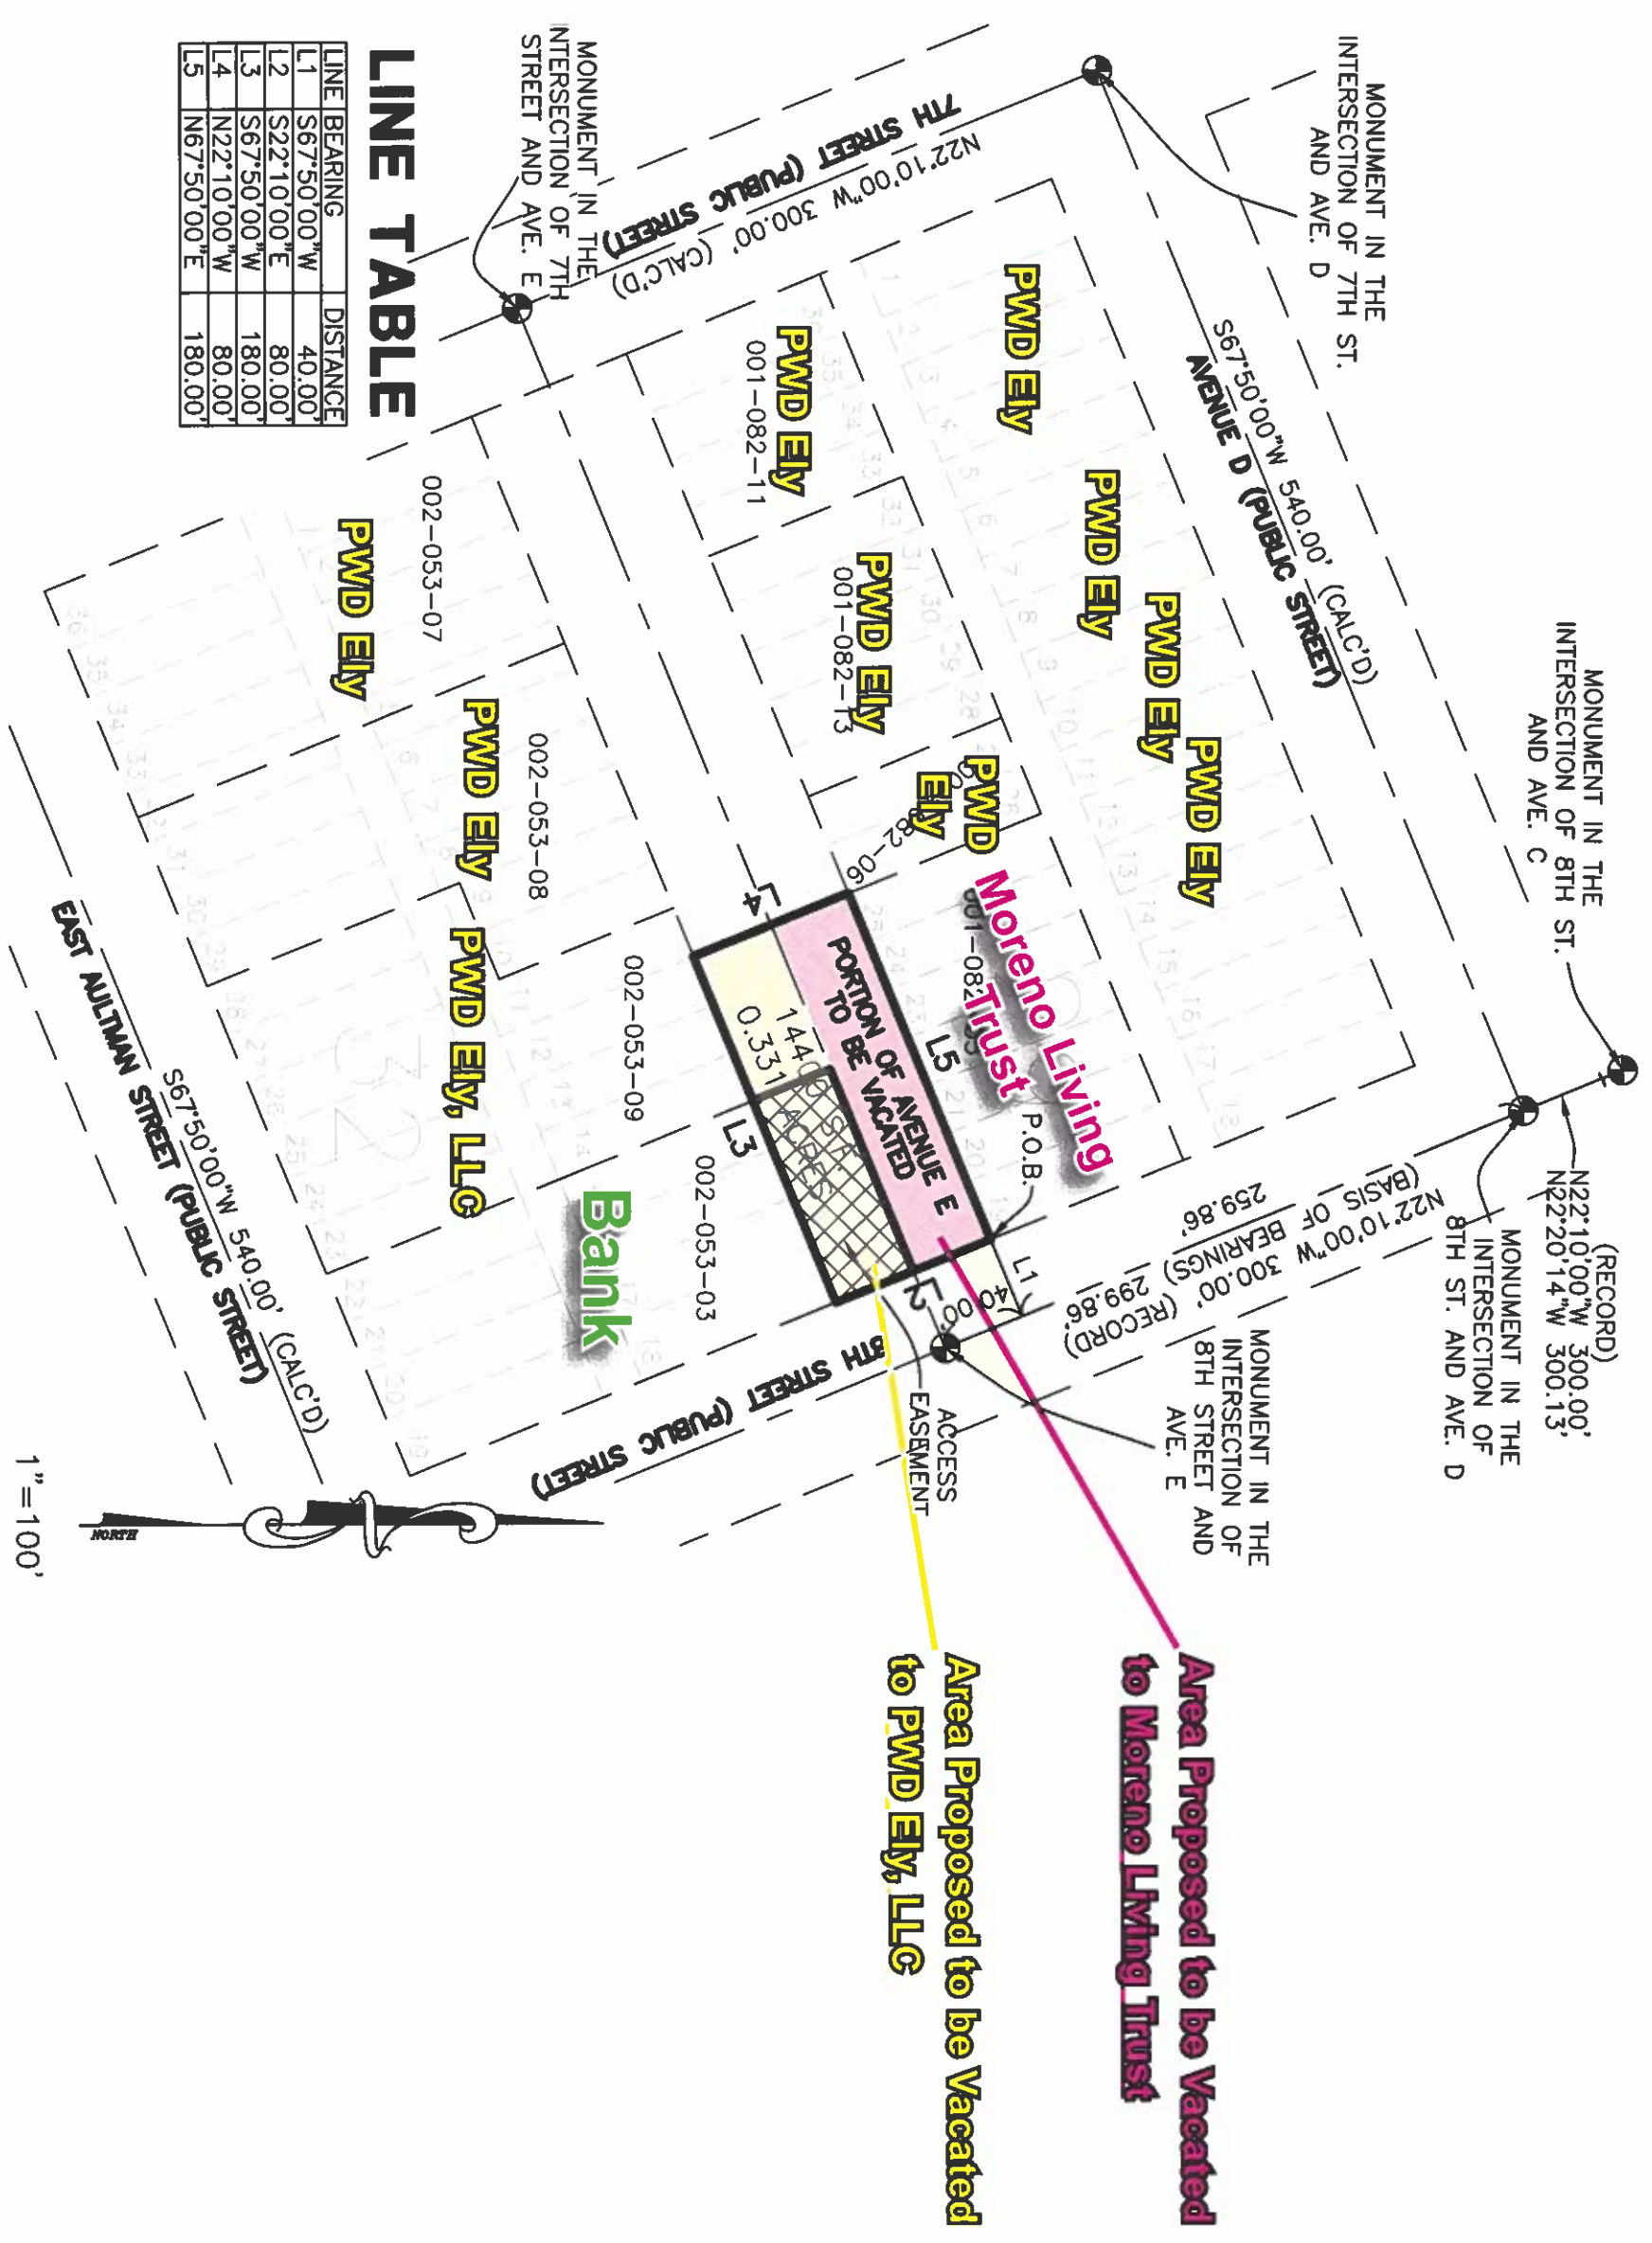 MONUMENT IN THE
INTERSECTION OF 8TH ST.
AND AVE. C
(RECORD)
N22°10'00"W 300.00'
N22°20'14"W 300.13'
MONUMENT IN THE
INTERSECTION OF
8TH ST. AND AVE. D
MONUMENT IN THE
INTERSECTION OF 7TH ST.
AND AVE. D
S67°50'00"W 540.00' (CALC'D)
AVENUE D (PUBLIC STREET)
N22°10'00"W 300.00' (RECORD)
(BASIS OF BEARINGS) 299.86'
259.86'
MONUMENT IN THE
INTERSECTION OF
8TH STREET AND
AVE. E
7TH STREET (PUBLIC STREET)
N22°10'00"W 300.00' (CALC'D)
PWD Ely
PWD Ely
PWD Ely
PWD Ely
PWD Ely
001-082-11
PWD Ely
001-082-13
PWD
Ely
Moreno Living
Trust
P.O.B.
L1
40.00'
L5
PORTION OF AVENUE E
TO BE VACATED
L4
L2
L3
ACRES
0.331
ACCESS
EASEMENT
8TH STREET (PUBLIC STREET)
Area Proposed to be Vacated
to Moreno Living Trust
Area Proposed to be Vacated
to PWD Ely, LLC
MONUMENT IN THE
INTERSECTION OF 7TH
STREET AND AVE. E
002-053-07
PWD Ely
002-053-08
PWD Ely
002-053-09
PWD Ely, LLC
002-053-03
Bank
S67°50'00"W 540.00' (CALC'D)
EAST AULTMAN STREET (PUBLIC STREET)
LINE TABLE
LINE BEARING DISTANCE
L1 S67°50'00"W 40.00'
L2 S22°10'00"E 80.00'
L3 S67°50'00"W 180.00'
L4 N22°10'00"W 80.00'
L5 N67°50'00"E 180.00'
NORTH
1"=100'